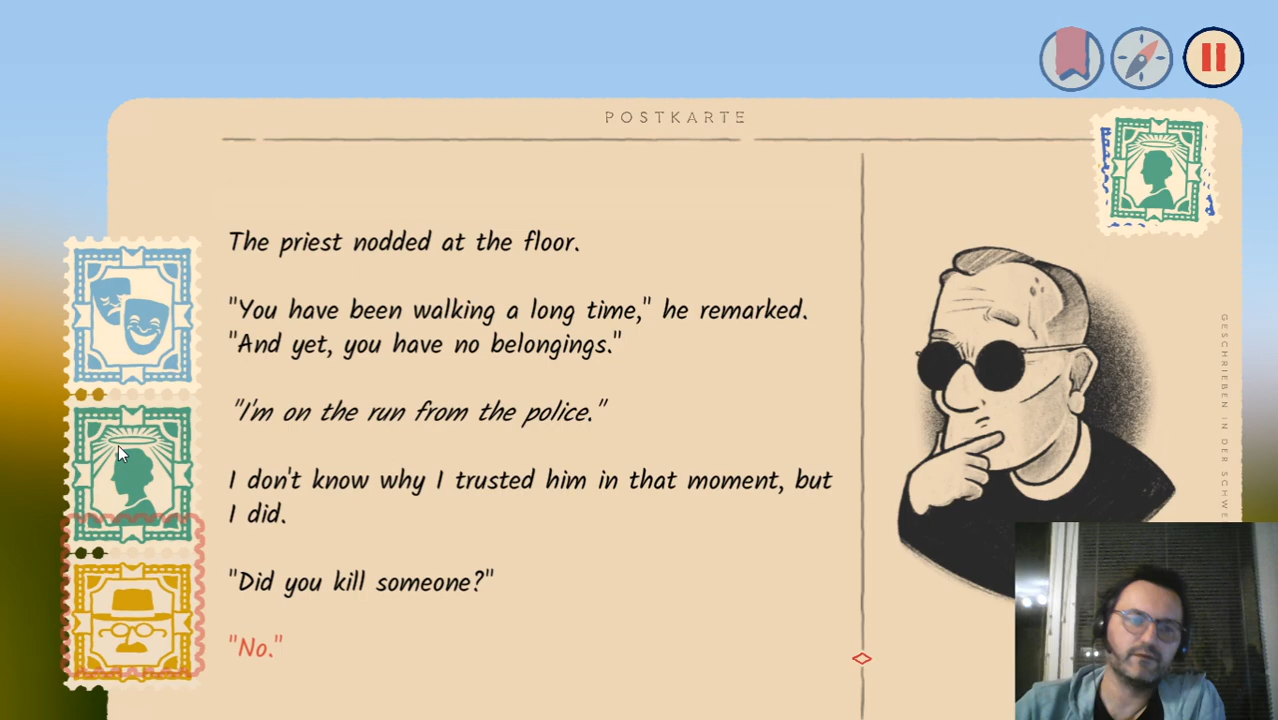 POSTKARTE
The priest nodded at the floor.
"You have been walking a long time," he remarked.
"And yet, you have no belongings."
"I'm on the run from the police."
I don't know why I trusted him in that moment, but
I did.
"Did you kill someone?"
"No."
GESCHRIEBEN IN DER